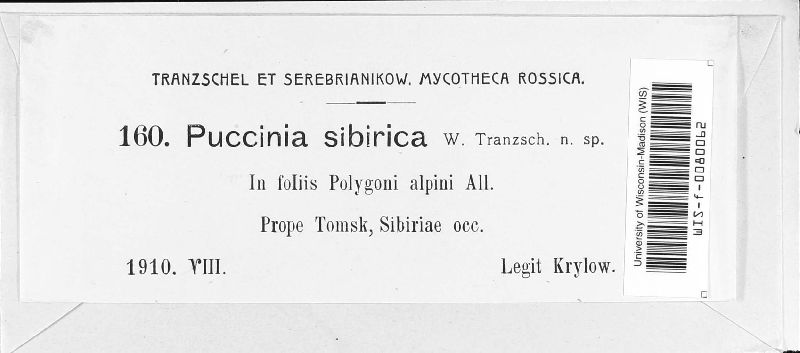 TRANZSCHEL ET SEREBRIANIKOW, MYCOTHECA ROSSICA.
160. Puccinia sibirica W. Tranzsch. n. sp.
In foliis Polygoni alpini All.
Prope Tomsk, Sibiriae occ.
1910. VIII. Legit Krylow.
University of Wisconsin-Madison (WIS)
WIS-f-0080062